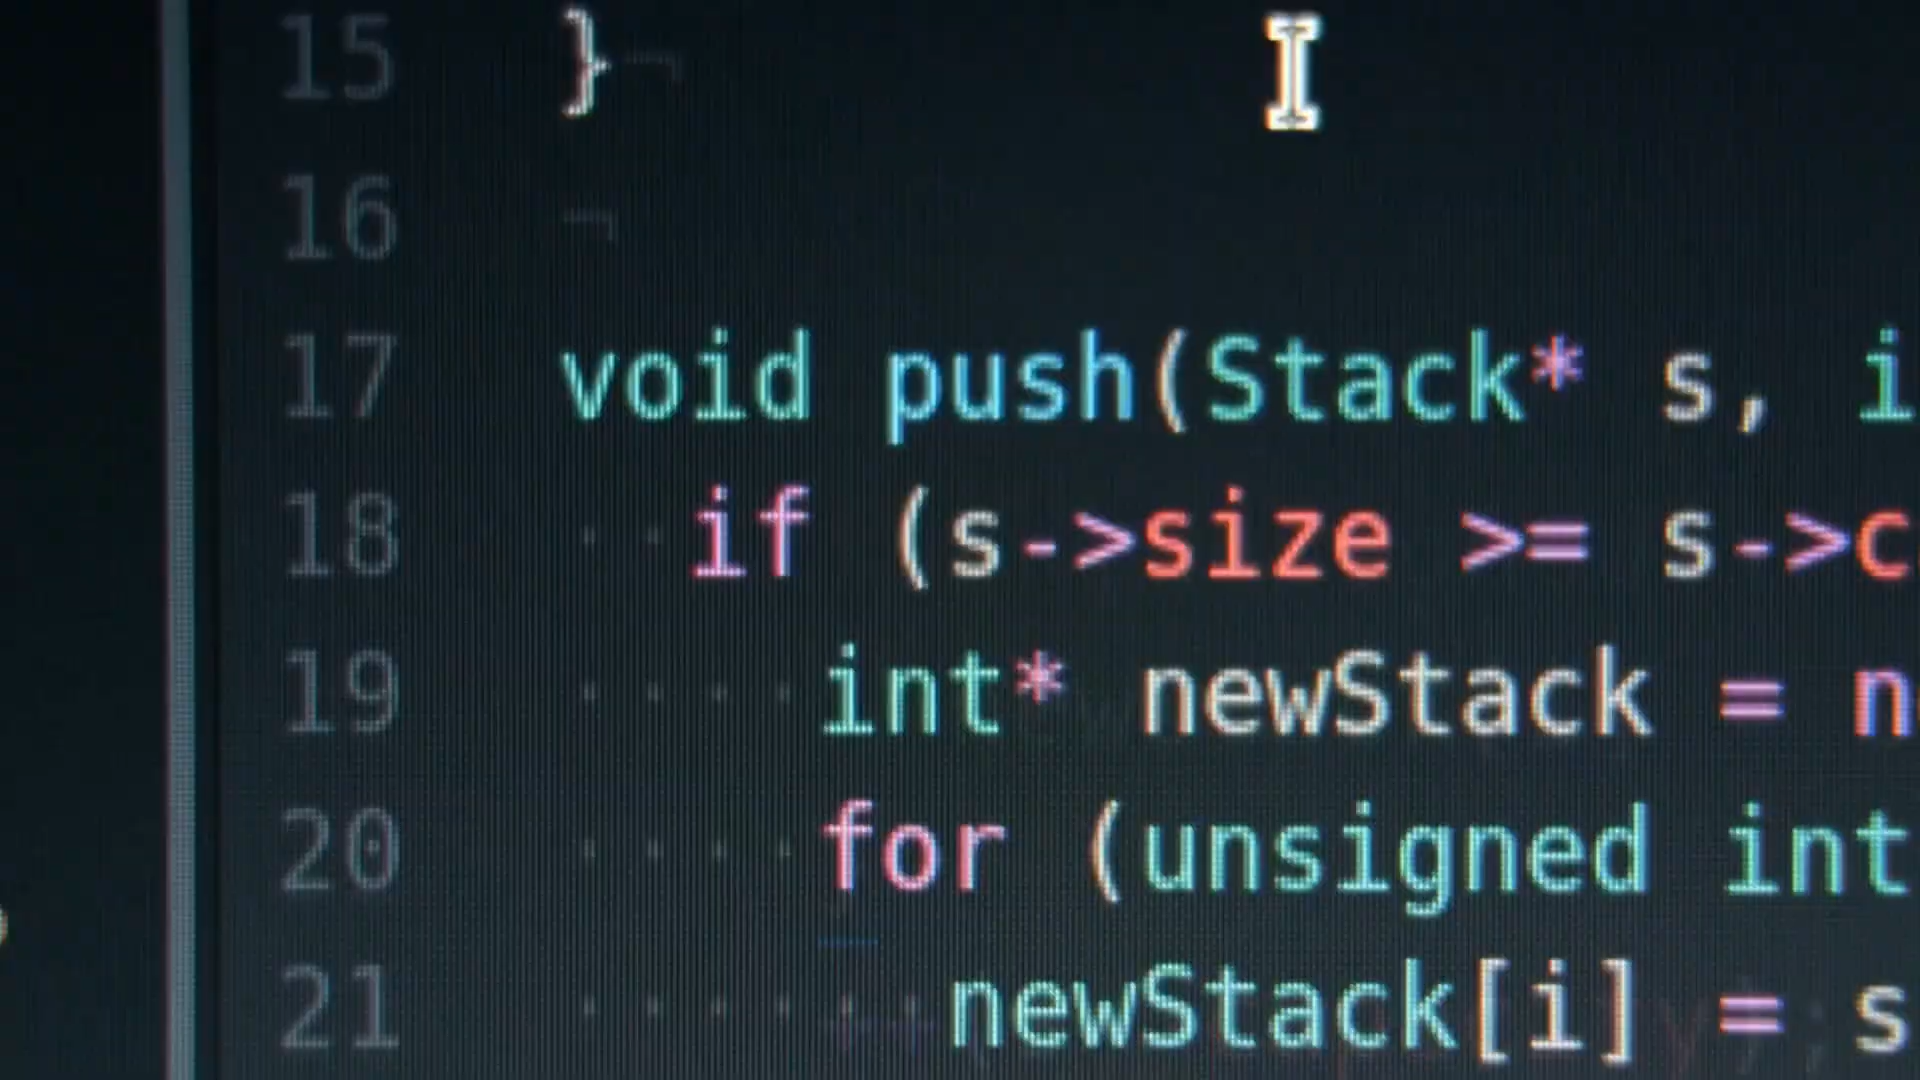 15 }¬
16 ¬
17 void push(Stack* s, i
18 ··if (s->size >= s->c
19 ····int* newStack = n
20 ····for (unsigned int
21 ······newStack[i] = s